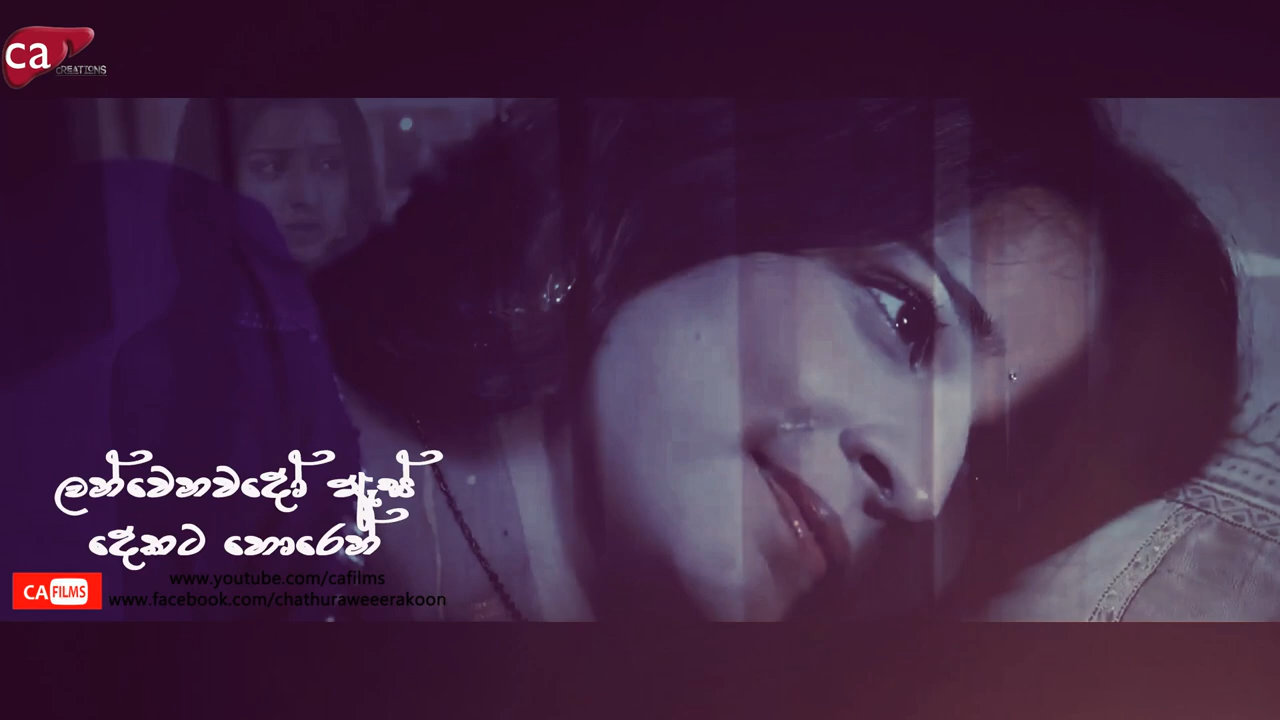 ca
CREATIONS
ලන්වෙනවදෝ ඇස්
දෙකට හොරෙන්
CA FILMS
www.youtube.com/cafilms
www.facebook.com/chathuraweeerakoon